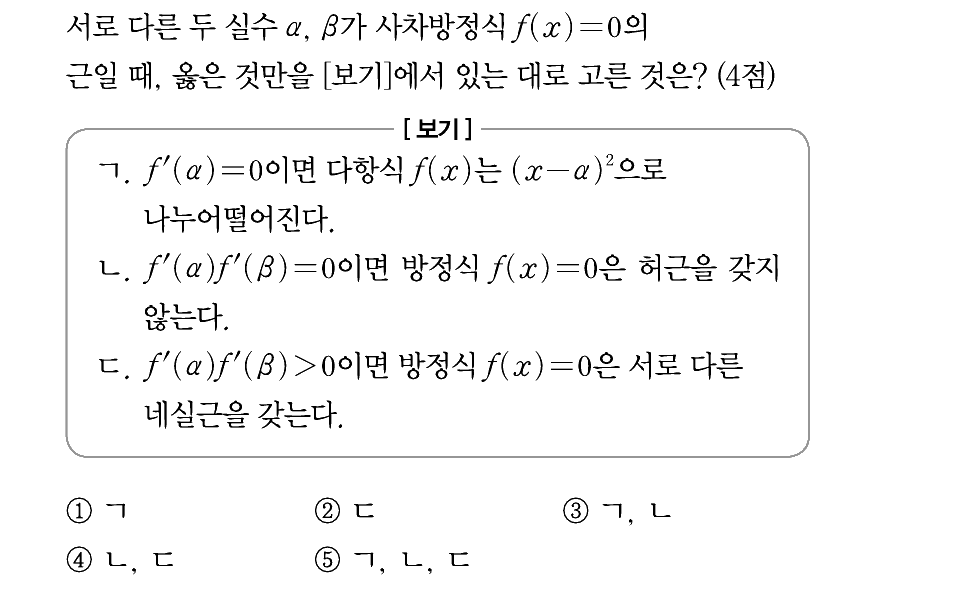 서로 다른 두 실수 α, β가 사차방정식 f(x)=0의
근일 때, 옳은 것만을 [보기]에서 있는 대로 고른 것은? (4점)
[ 보기 ]
ㄱ. f′(α)=0이면 다항식 f(x)는 (x-α)²으로
나누어떨어진다.
ㄴ. f′(α)f′(β)=0이면 방정식 f(x)=0은 허근을 갖지
않는다.
ㄷ. f′(α)f′(β)>0이면 방정식 f(x)=0은 서로 다른
네실근을 갖는다.
① ㄱ ② ㄷ ③ ㄱ, ㄴ
④ ㄴ, ㄷ ⑤ ㄱ, ㄴ, ㄷ